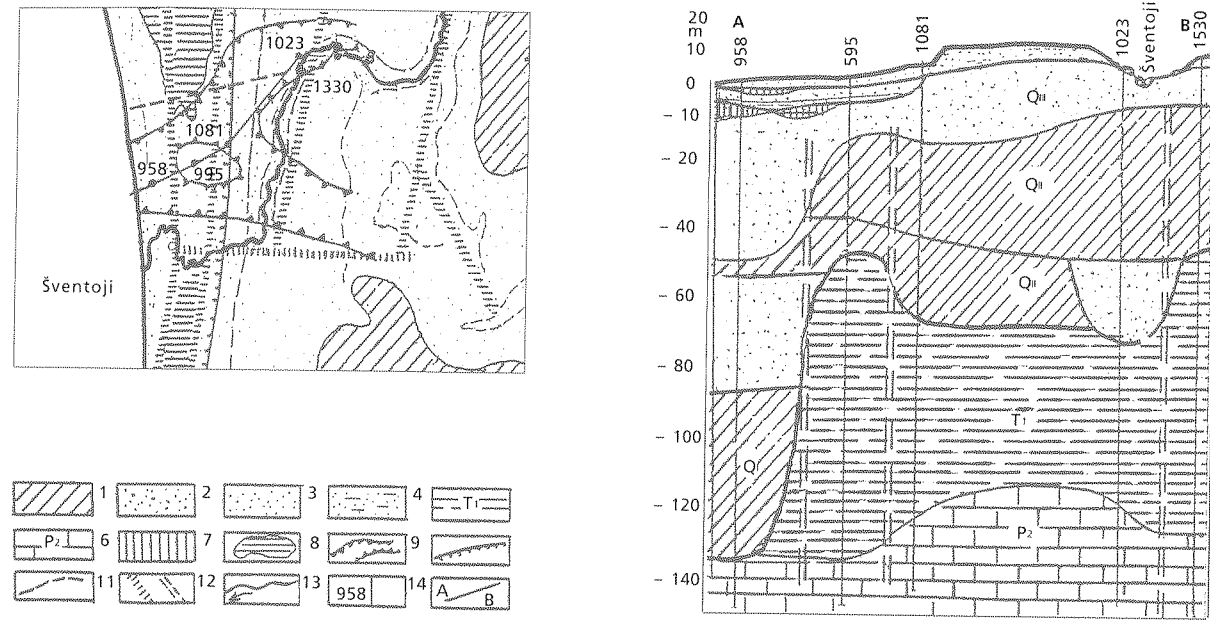 1023
1330
1081
958
995
Šventoji
1
2
3
4
T1
P2
6
7
8
9
11
12
13
958
14
A
B
20
m
10
0
- 10
- 20
- 40
- 60
- 80
- 100
- 120
- 140
A
958
595
1081
1023
Šventoji
B
1530
QIII
QII
QII
QI
T1
P2